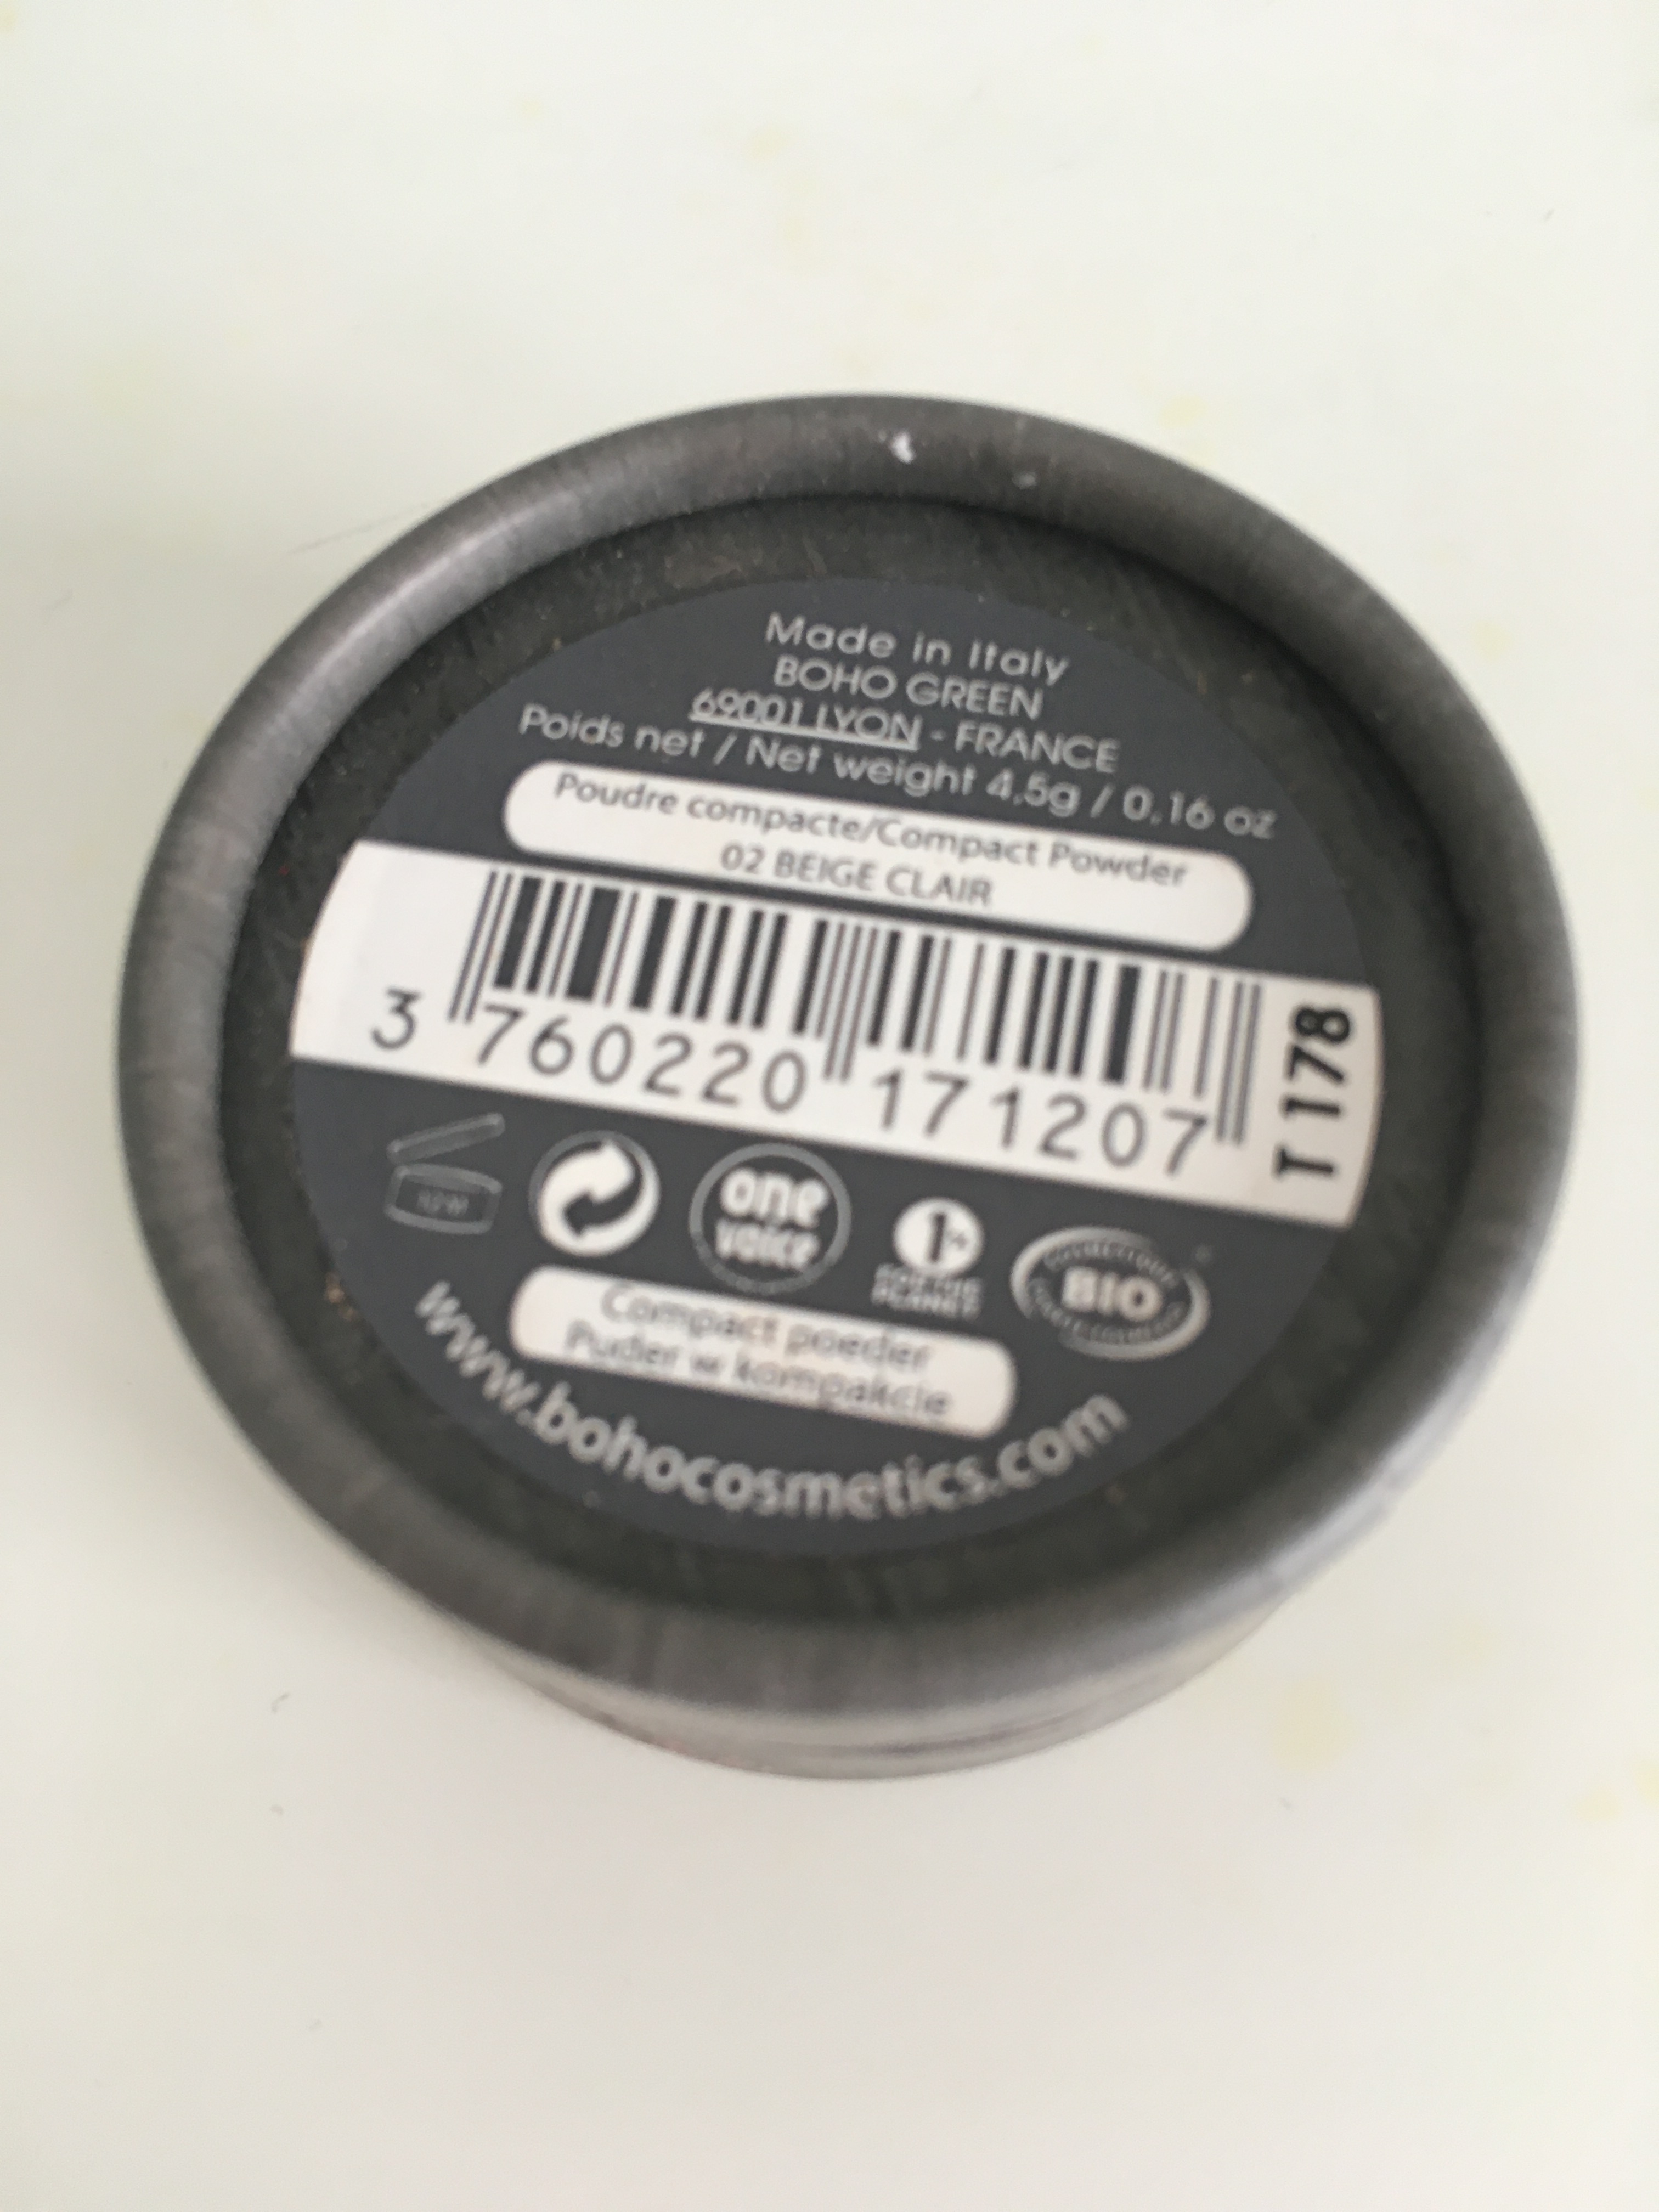 Made in Italy
BOHO GREEN
69001 LYON - FRANCE
Poids net / Net weight 4,5g / 0,16 oz
Poudre compacte/Compact Powder
02 BEIGE CLAIR
3 760220 171207
T 178
one
voice
1%
PLANET
BIO
Compact poeder
Puder w kompakcie
www.bohocosmetics.com